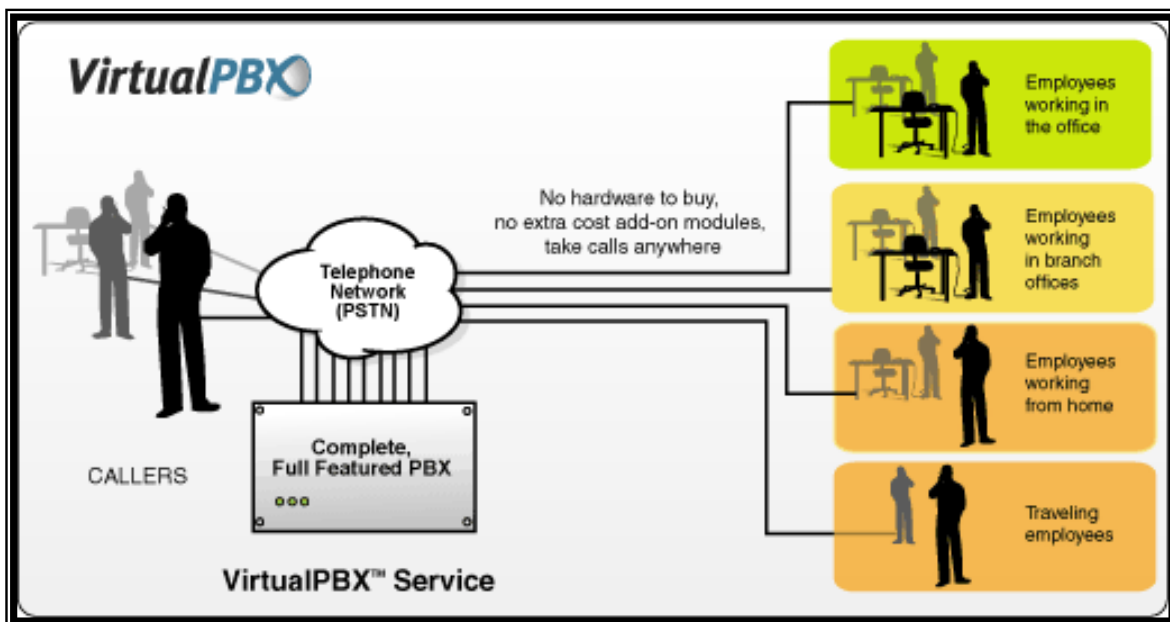 VirtualPBX
No hardware to buy,
no extra cost add-on modules,
take calls anywhere
Telephone
Network
(PSTN)
Complete,
Full Featured PBX
CALLERS
VirtualPBX™ Service
Employees
working in
the office
Employees
working
in branch
offices
Employees
working
from home
Traveling
employees